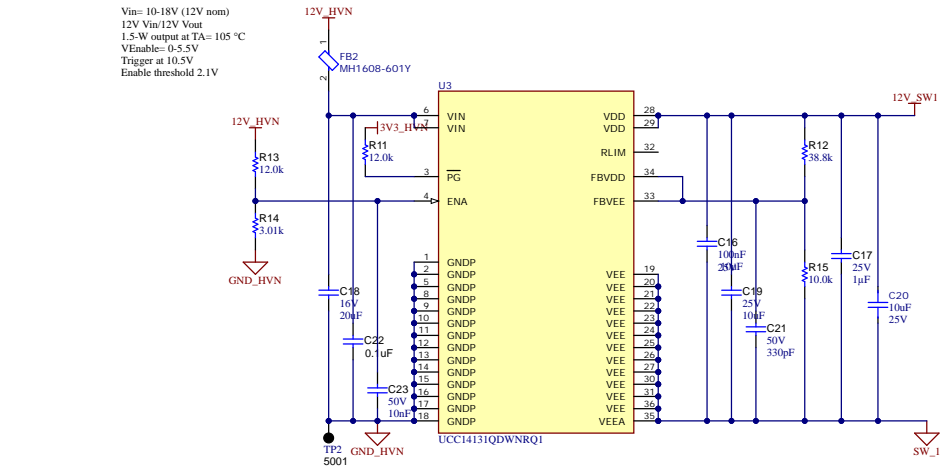 Vin= 10-18V (12V nom)
12V Vin/12V Vout
1.5-W output at TA= 105 °C
VEnable= 0-5.5V
Trigger at 10.5V
Enable threshold 2.1V
12V_HVN
1
2
FB2
MH1608-601Y
U3
12V_SW1
12V_HVN
3V3_HVN
R11
12.0k
R13
12.0k
R14
3.01k
GND_HVN
6 VIN
7 VIN
3 PG
4 ENA
1 GNDP
2 GNDP
5 GNDP
8 GNDP
9 GNDP
10 GNDP
11 GNDP
12 GNDP
13 GNDP
14 GNDP
15 GNDP
16 GNDP
17 GNDP
18 GNDP
VDD 28
VDD 29
RLIM 32
FBVDD 34
FBVEE 33
VEE 19
VEE 20
VEE 21
VEE 22
VEE 23
VEE 24
VEE 25
VEE 26
VEE 27
VEE 30
VEE 31
VEE 36
VEEA 35
UCC14131QDWNRQ1
C18
16V
20uF
C22
0.1uF
C23
50V
10nF
TP2
5001
GND_HVN
R12
38.8k
C16
100nF
C19
25V
10uF
C21
50V
330pF
R15
10.0k
C17
25V
1µF
C20
10uF
25V
SW_1